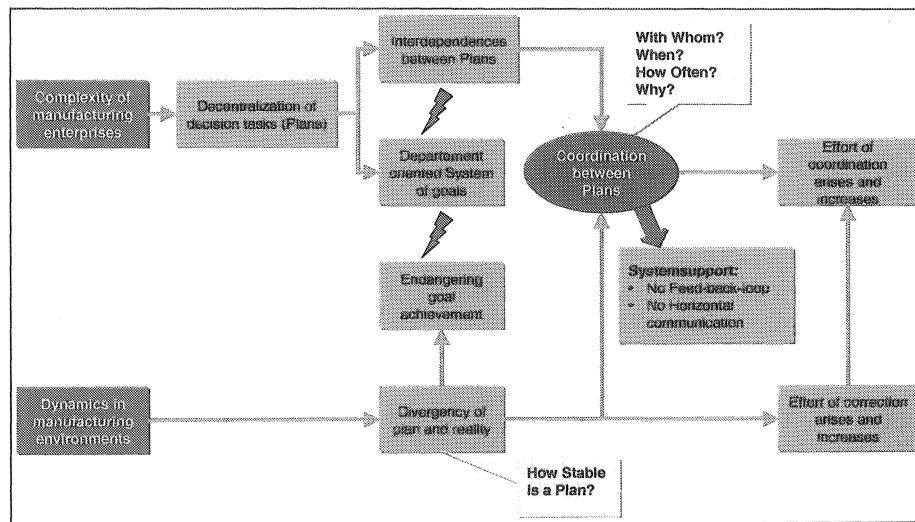 Interdependences
between Plans
With Whom?
When?
How Often?
Why?
Complexity of
manufacturing
enterprises
Decentralization of
decision tasks (Plans)
Departement
oriented System
of goals
Coordination
between
Plans
Effort of
coordination
arises and
increases
Endangering
goal
achievement
Systemsupport:
• No Feed-back-loop
• No Horizontal
communication
Dynamics in
manufacturing
environments
Divergency of
plan and reality
Effort of correction
arises and
increases
How Stable
is a Plan?